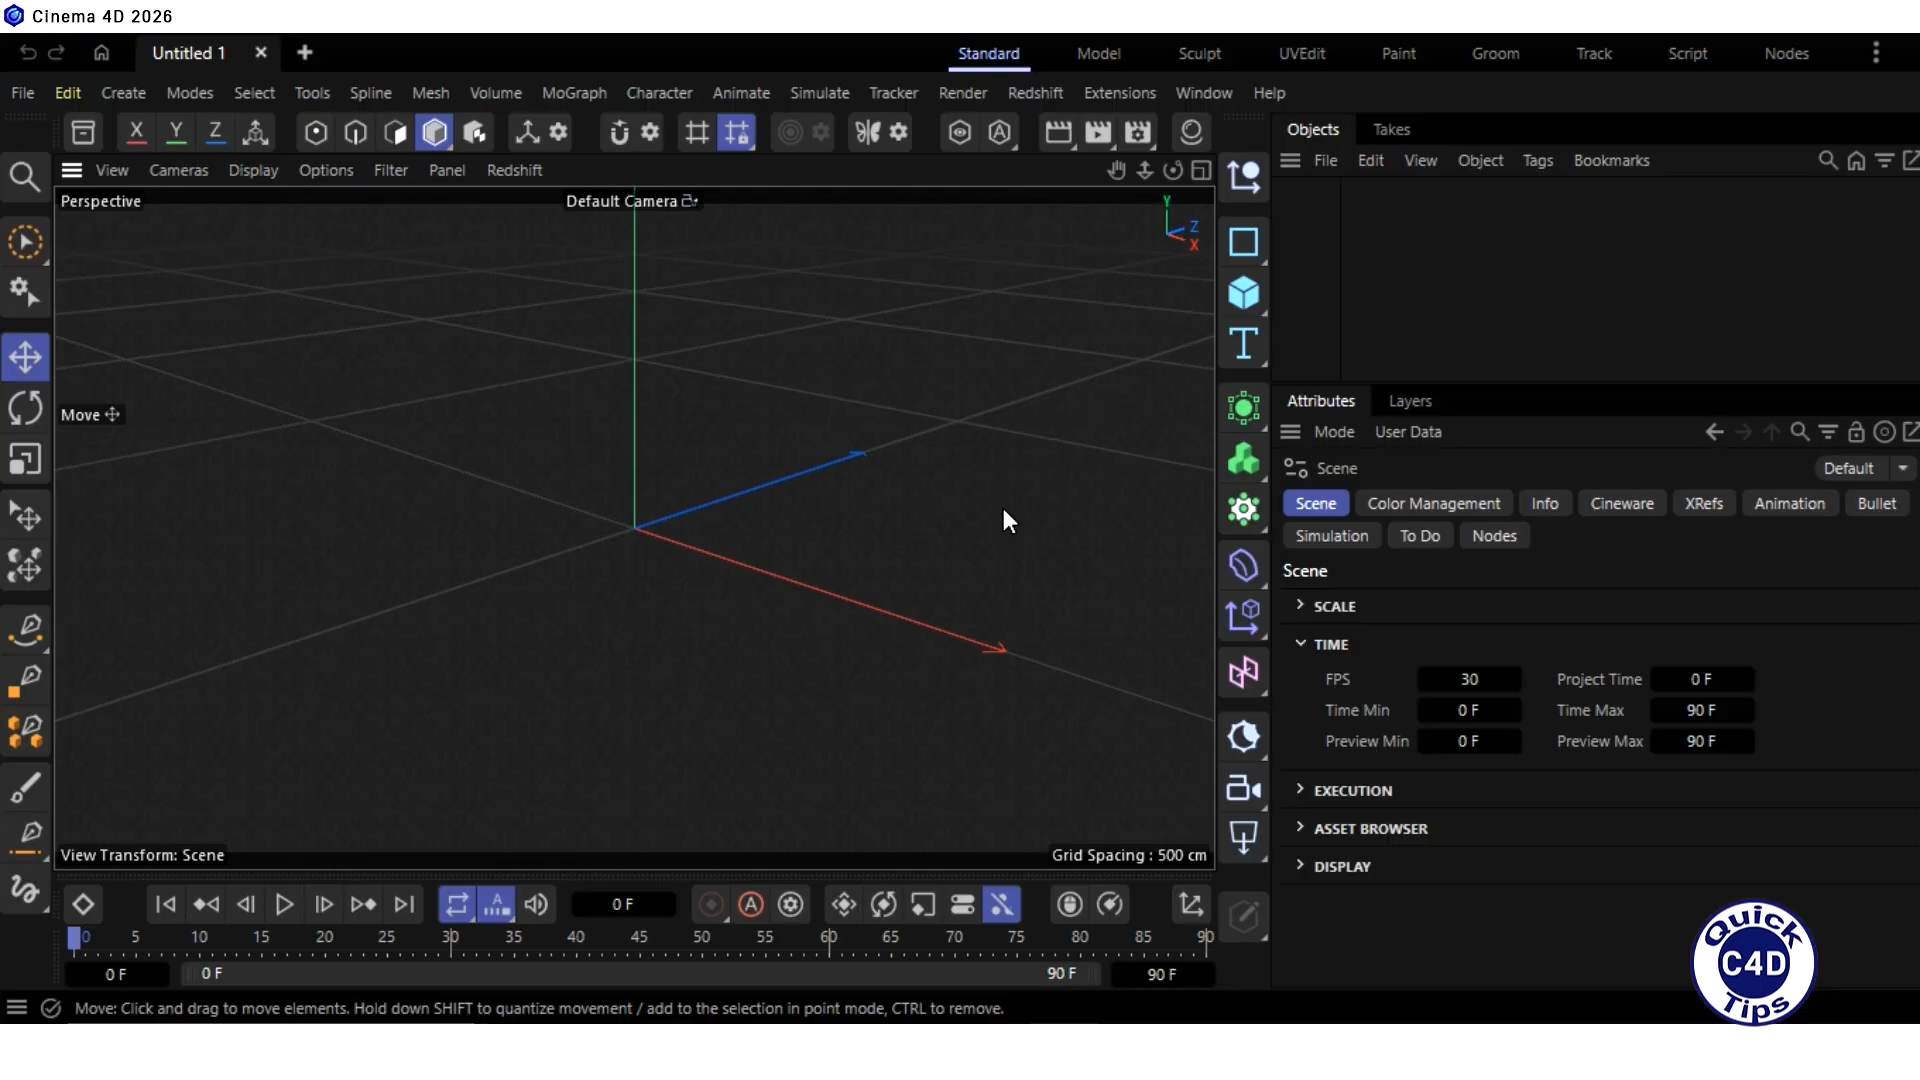 Cinema 4D 2026
Untitled 1
Standard Model Sculpt UVEdit Paint Groom Track Script Nodes
File Edit Create Modes Select Tools Spline Mesh Volume MoGraph Character Animate Simulate Tracker Render Redshift Extensions Window Help
X Y Z
Objects Takes
File Edit View Object Tags Bookmarks
View Cameras Display Options Filter Panel Redshift
Perspective
Default Camera
Y
Z
X
Move
Attributes Layers
Mode User Data
Scene
Default
Scene Color Management Info Cineware XRefs Animation Bullet
Simulation To Do Nodes
Scene
SCALE
TIME
FPS 30 Project Time 0 F
Time Min 0 F Time Max 90 F
Preview Min 0 F Preview Max 90 F
EXECUTION
ASSET BROWSER
DISPLAY
View Transform: Scene
Grid Spacing : 500 cm
A
A
0 F
0 5 10 15 20 25 30 35 40 45 50 55 60 65 70 75 80 85 90
0 F 0 F 90 F 90 F
Move: Click and drag to move elements. Hold down SHIFT to quantize movement / add to the selection in point mode, CTRL to remove.
Quick
C4D
Tips